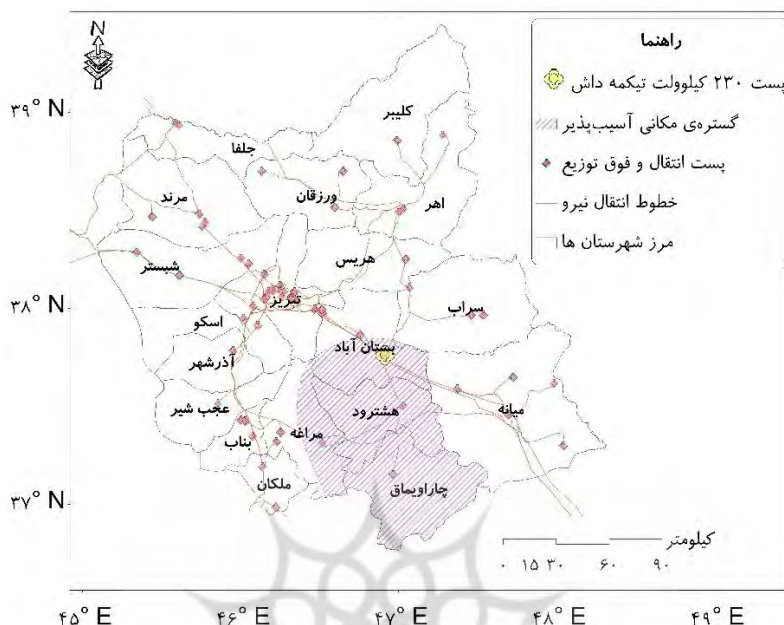 N
راهنما
پست ۲۳۰ کیلوولت تیکمه داش
گستره‌ی مکانی آسیب‌پذیر
پست انتقال و فوق توزیع
خطوط انتقال نیرو
مرز شهرستان ها
۳۹° N
۳۸° N
۳۷° N
کلیبر
جلفا
مرند
ورزقان
اهر
هریس
شبستر
تبریز
سراب
اسکو
بستان آباد
آذرشهر
میانه
هشترود
عجب شیر
مراغه
بناب
ملکان
چاراویماق
کیلومتر
۰ ۱۵ ۳۰ ۶۰ ۹۰
۴۵° E
۴۶° E
۴۷° E
۴۸° E
۴۹° E